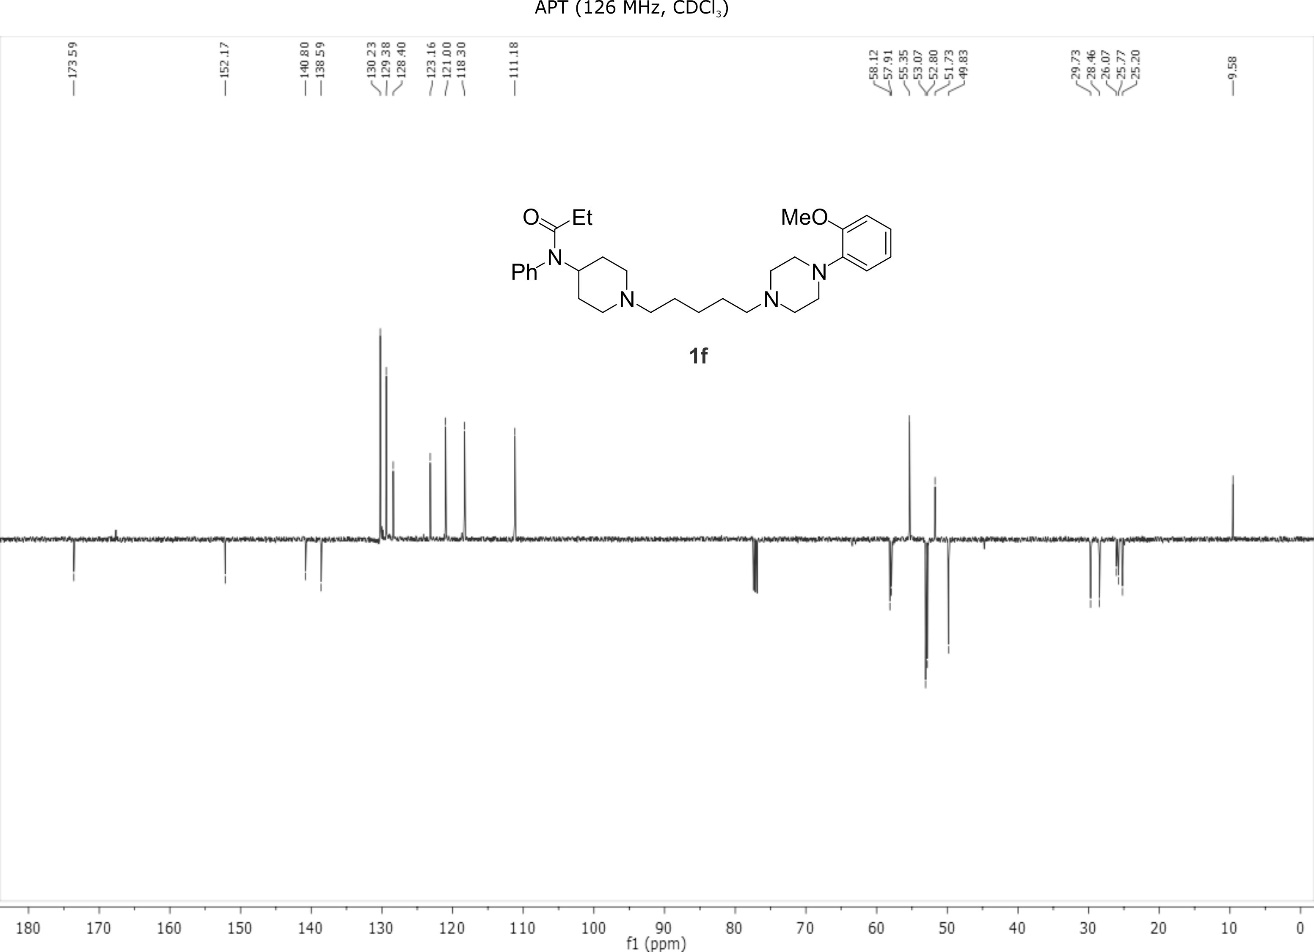 APT (126 MHz, CDCl₃)
173.59
152.17
140.80
138.59
130.23
129.38
128.40
123.16
121.00
118.30
111.18
58.12
57.91
55.35
53.07
52.80
51.73
49.83
29.73
28.46
26.07
25.77
25.20
9.58
O Et
MeO
N
Ph
N
N
N
1f
180 170 160 150 140 130 120 110 100 90 80 70 60 50 40 30 20 10 0
f1 (ppm)